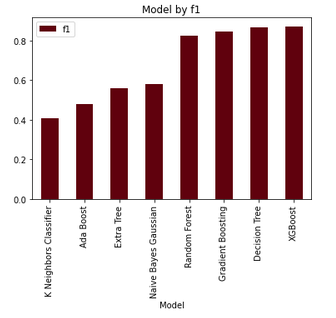 Model by f1
f1
0.8
0.6
0.4
0.2
0.0
K Neighbors Classifier
Ada Boost
Extra Tree
Naive Bayes Gaussian
Random Forest
Gradient Boosting
Decision Tree
XGBoost
Model